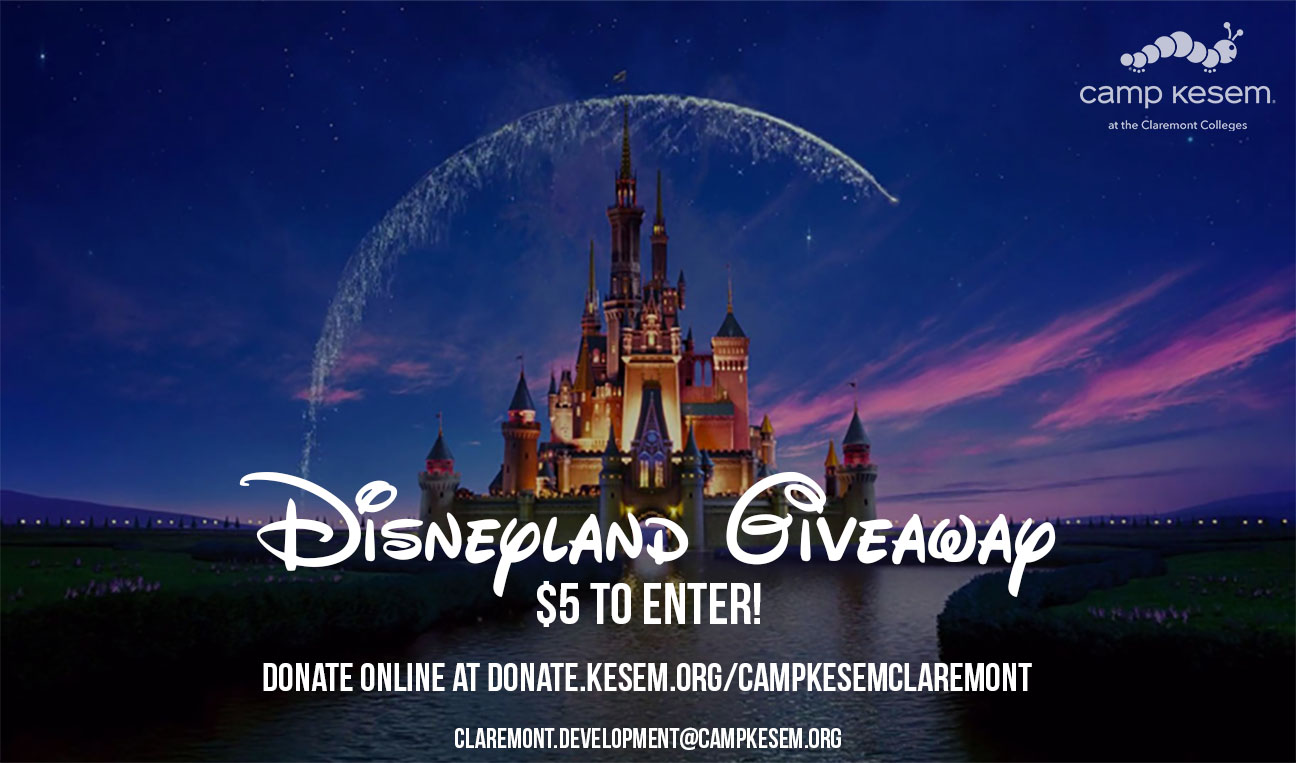 camp kesem®
at the Claremont Colleges
Disneyland Giveaway
$5 TO ENTER!
DONATE ONLINE AT DONATE.KESEM.ORG/CAMPKESEMCLAREMONT
CLAREMONT.DEVELOPMENT@CAMPKESEM.ORG